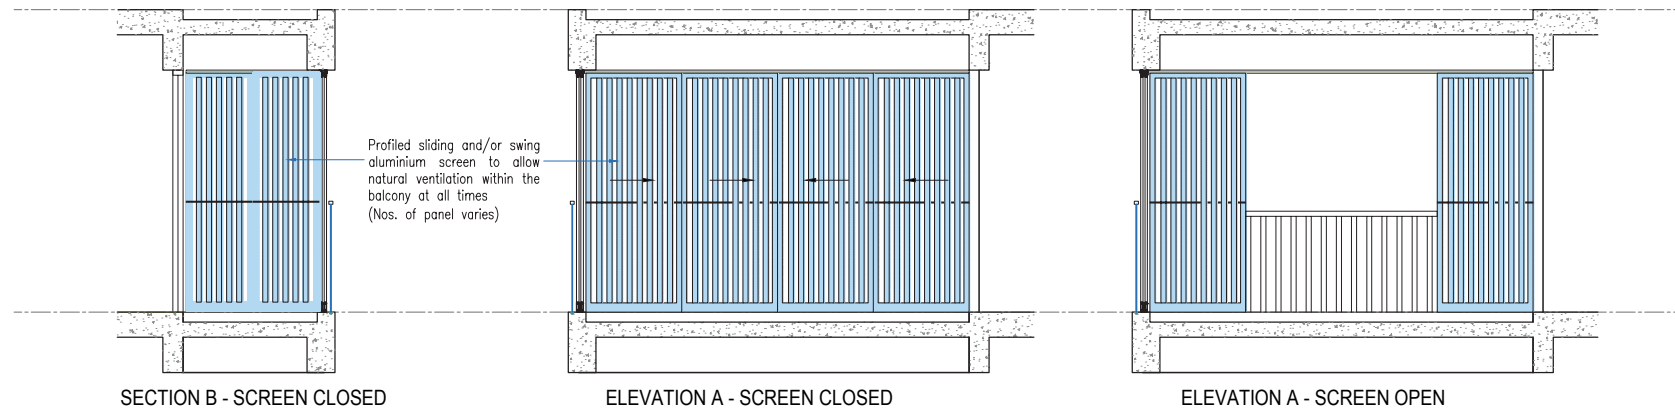 Profiled sliding and/or swing
aluminium screen to allow
natural ventilation within the
balcony at all times
(Nos. of panel varies)
SECTION B - SCREEN CLOSED
ELEVATION A - SCREEN CLOSED
ELEVATION A - SCREEN OPEN